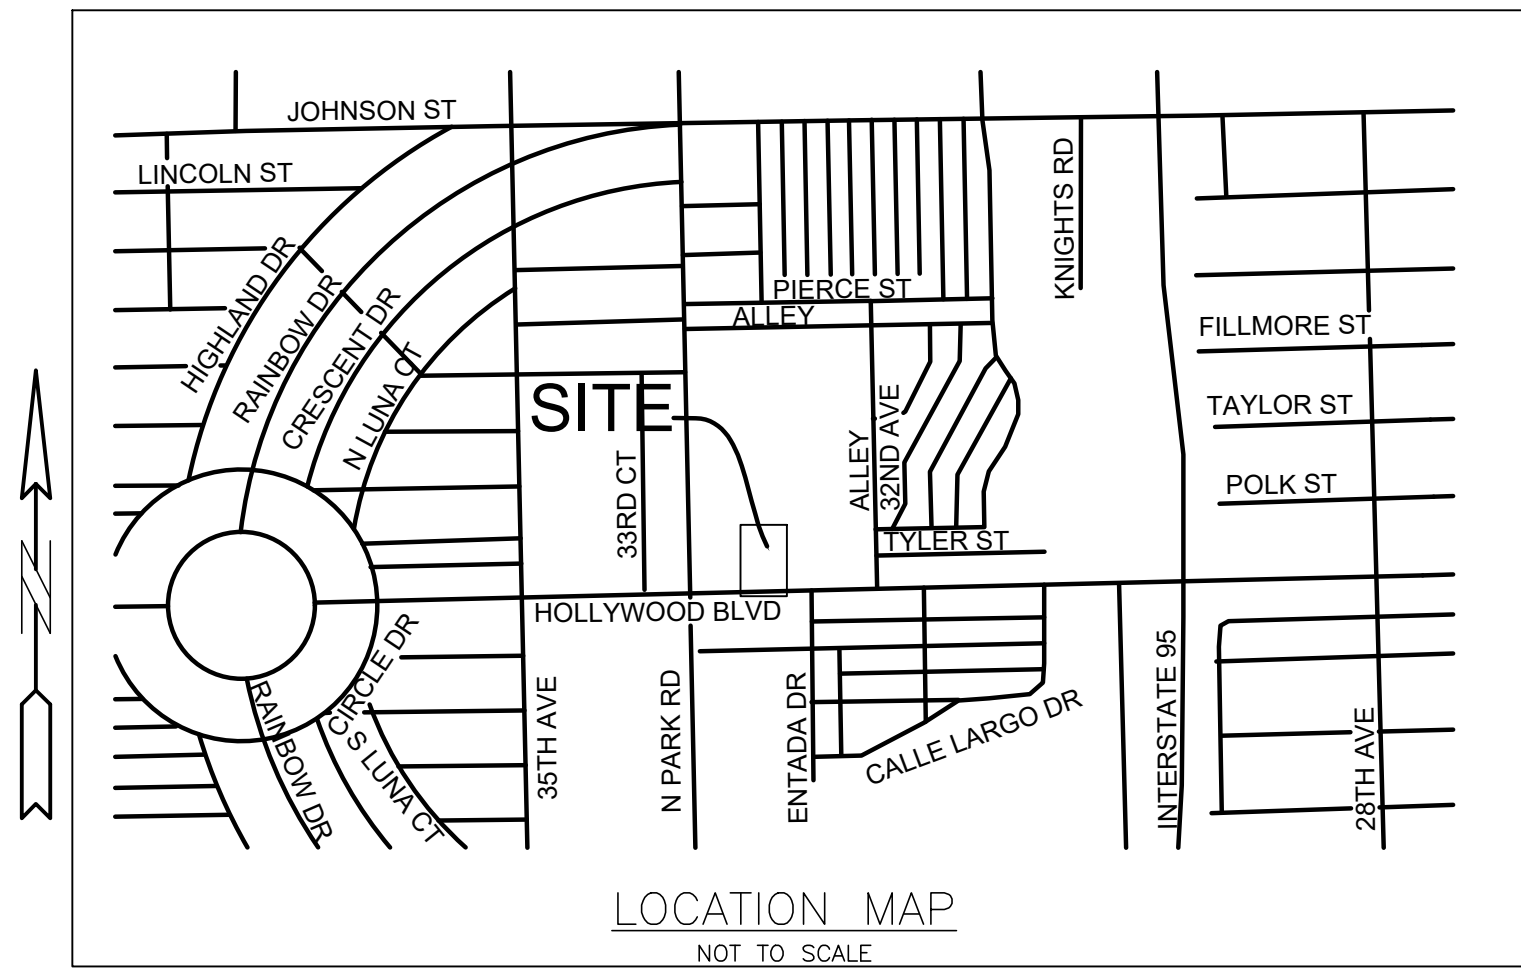 JOHNSON ST
LINCOLN ST
KNIGHTS RD
HIGHLAND DR
RAINBOW DR
CRESCENT DR
N LUNA CT
PIERCE ST
ALLEY
FILLMORE ST
SITE
TAYLOR ST
33RD CT
ALLEY
32ND AVE
POLK ST
TYLER ST
N
HOLLYWOOD BLVD
CIRCLE DR
RAINBOW DR
S LUNA CT
35TH AVE
N PARK RD
ENTADA DR
CALLE LARGO DR
INTERSTATE 95
28TH AVE
LOCATION MAP
NOT TO SCALE